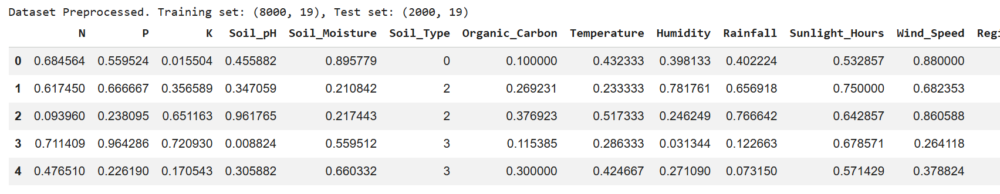 Dataset Preprocessed. Training set: (8000, 19), Test set: (2000, 19)
N P K Soil_pH Soil_Moisture Soil_Type Organic_Carbon Temperature Humidity Rainfall Sunlight_Hours Wind_Speed Regi
0 0.684564 0.559524 0.015504 0.455882 0.895779 0 0.100000 0.432333 0.398133 0.402224 0.532857 0.880000
1 0.617450 0.666667 0.356589 0.347059 0.210842 2 0.269231 0.233333 0.781761 0.656918 0.750000 0.682353
2 0.093960 0.238095 0.651163 0.961765 0.217443 2 0.376923 0.517333 0.246249 0.766642 0.642857 0.860588
3 0.711409 0.964286 0.720930 0.008824 0.559512 3 0.115385 0.286333 0.031344 0.122663 0.678571 0.264118
4 0.476510 0.226190 0.170543 0.305882 0.660332 3 0.300000 0.424667 0.271090 0.073150 0.571429 0.378824